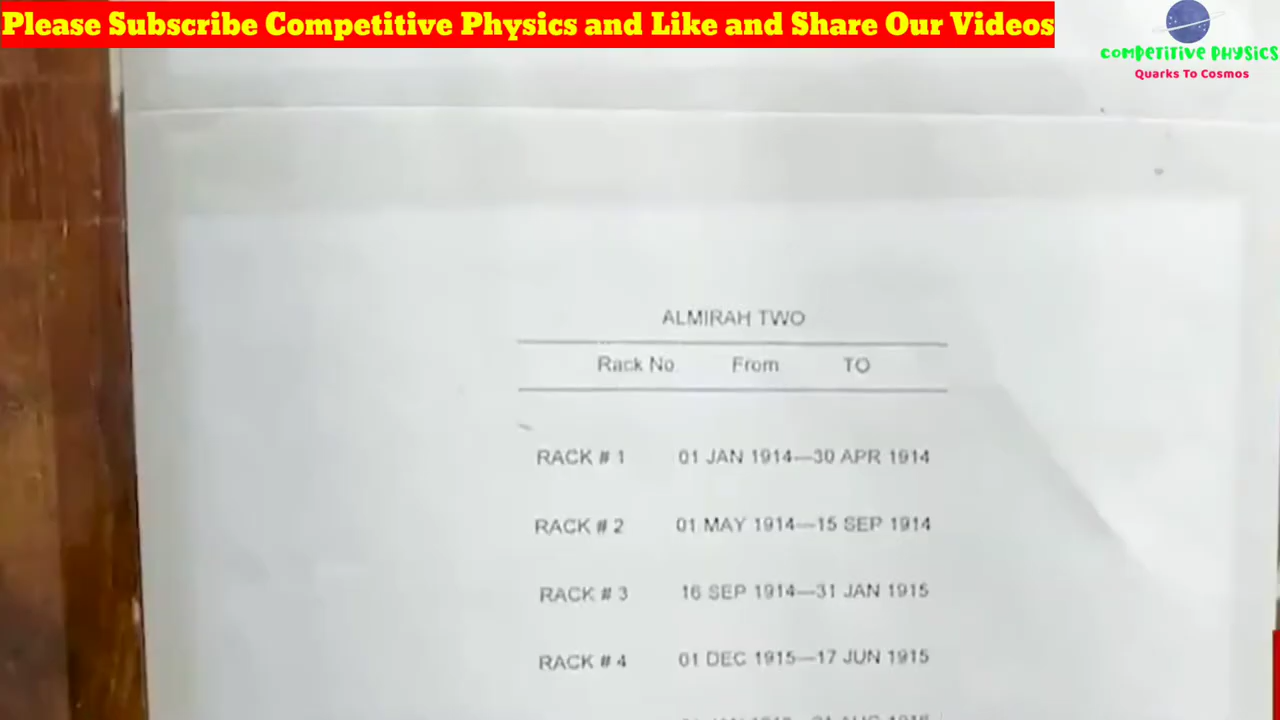 Please Subscribe Competitive Physics and Like and Share Our Videos
COMPETITIVE PHYSICS
Quarks To Cosmos
ALMIRAH TWO
Rack No From TO
RACK # 1 01 JAN 1914—30 APR 1914
RACK # 2 01 MAY 1914—15 SEP 1914
RACK # 3 16 SEP 1914—31 JAN 1915
RACK # 4 01 DEC 1915—17 JUN 1915